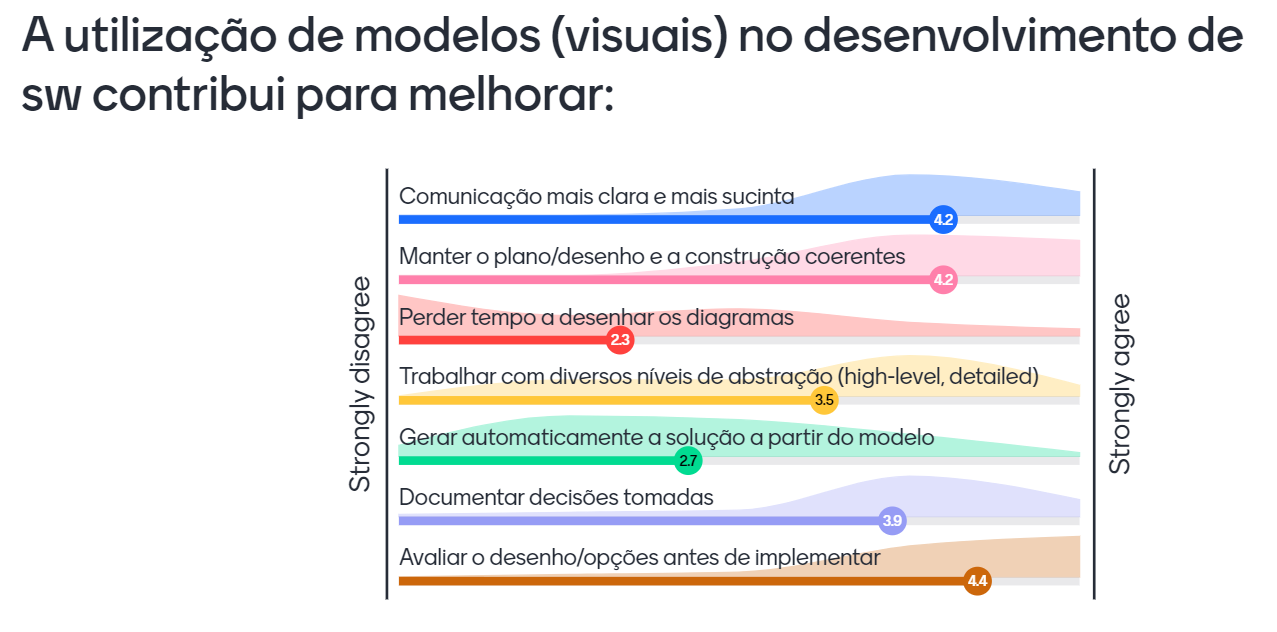 A utilização de modelos (visuais) no desenvolvimento de
sw contribui para melhorar:
Strongly disagree
Comunicação mais clara e mais sucinta
4.2
Manter o plano/desenho e a construção coerentes
4.2
Perder tempo a desenhar os diagramas
2.3
Trabalhar com diversos níveis de abstração (high-level, detailed)
3.5
Gerar automaticamente a solução a partir do modelo
2.7
Documentar decisões tomadas
3.9
Avaliar o desenho/opções antes de implementar
4.4
Strongly agree